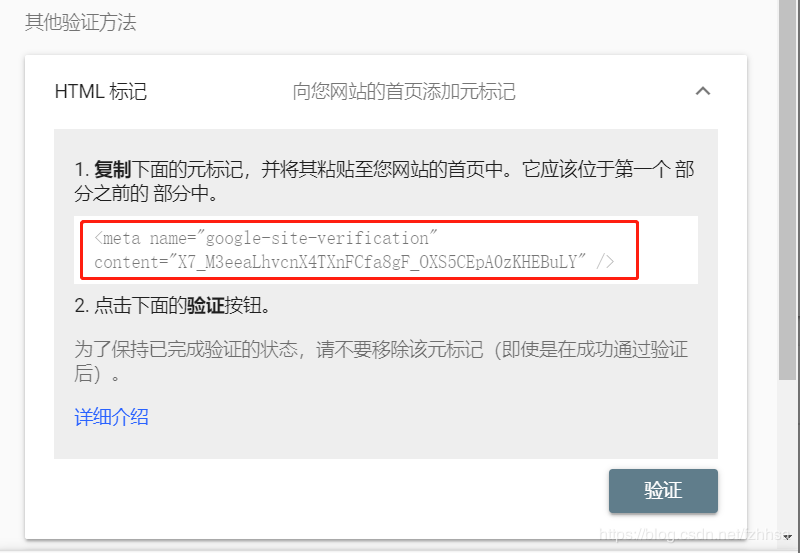 其他验证方法
HTML 标记 向您网站的首页添加元标记
1. 复制下面的元标记，并将其粘贴至您网站的首页中。它应该位于第一个 部
分之前的 部分中。
<meta name="google-site-verification"
content="X7_M3eeaLhvcnX4TXnFCfa8gF_OXS5CEpA0zKHEBuLY" />
2. 点击下面的验证按钮。
为了保持已完成验证的状态，请不要移除该元标记（即使是在成功通过验证
后）。
详细介绍
验证